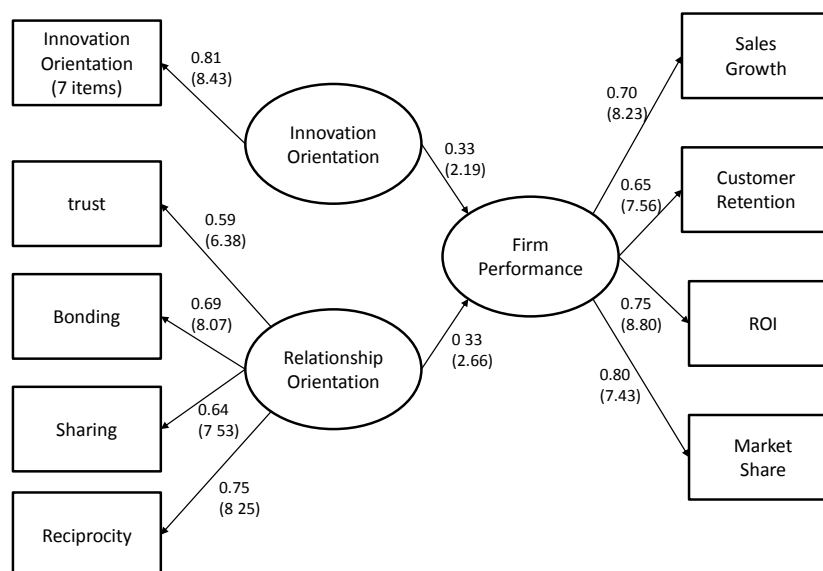 Innovation
Orientation
(7 items)
0.81
(8.43)
Innovation
Orientation
0.33
(2.19)
Sales
Growth
0.70
(8.23)
trust
0.59
(6.38)
Customer
Retention
0.65
(7.56)
Firm
Performance
Bonding
0.69
(8.07)
Relationship
Orientation
0 33
(2.66)
0.75
(8.80)
ROI
Sharing
0.64
(7 53)
0.80
(7.43)
Market
Share
Reciprocity
0.75
(8 25)